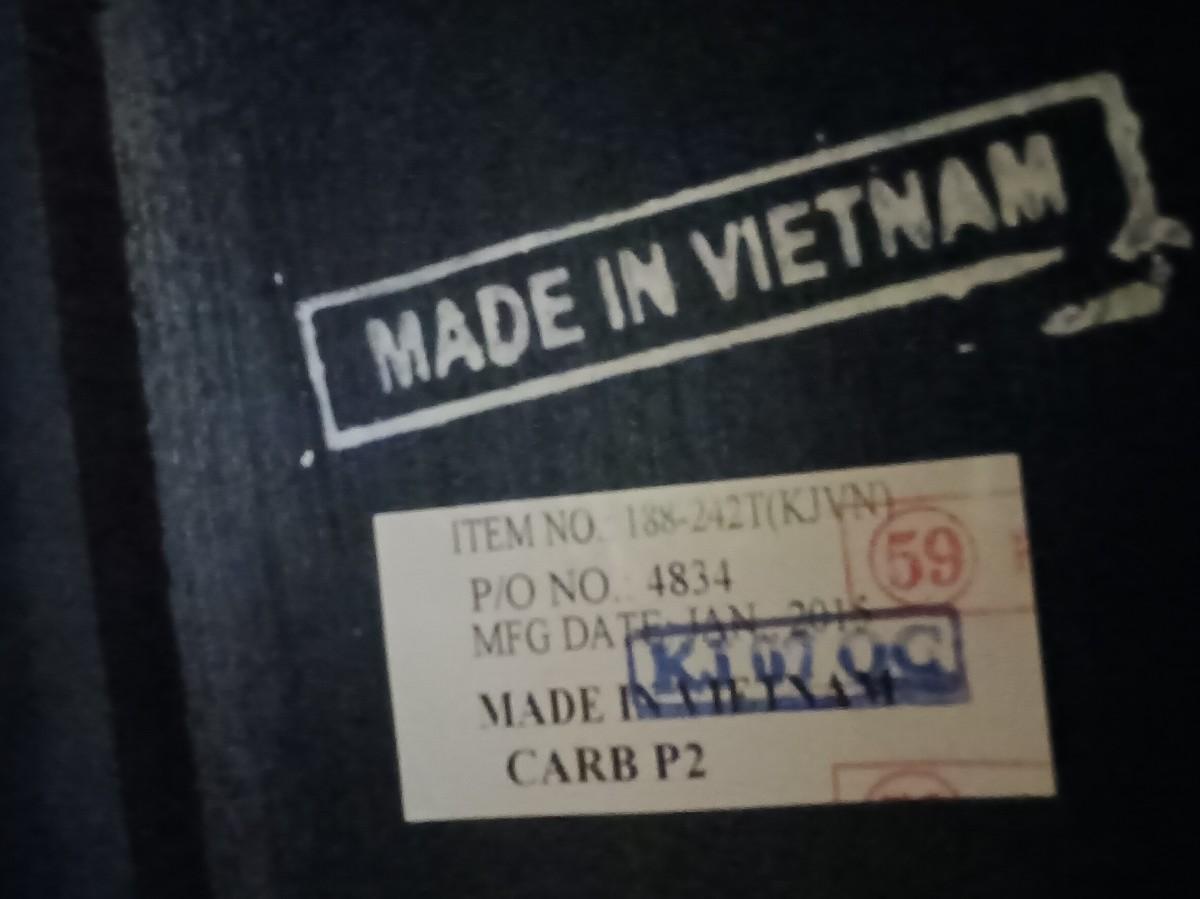 MADE IN VIETNAM
ITEM NO.: 188-242T(KJVN)
59
P/O NO.: 4834
MFG DATE: JAN., 2015
MADE IN VIETNAM
CARB P2